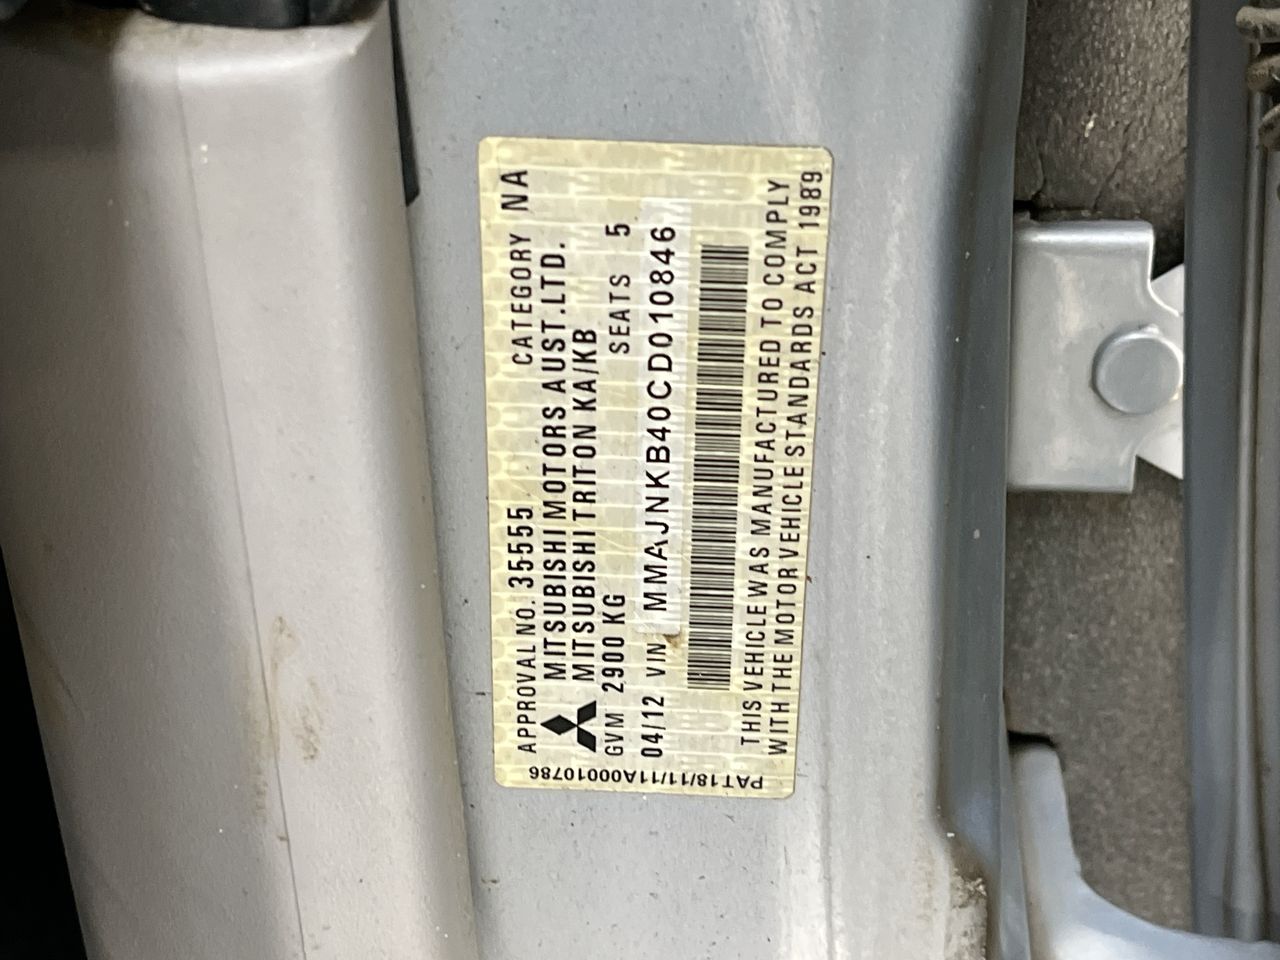 APPROVAL NO. 35555 CATEGORY NA
MITSUBISHI MOTORS AUST.LTD.
MITSUBISHI TRITON KA/KB
GVM 2900 KG SEATS 5
04/12 VIN MMAJNKB40CD010846
THIS VEHICLE WAS MANUFACTURED TO COMPLY
WITH THE MOTOR VEHICLE STANDARDS ACT 1989
PAT18/11/11A00010786